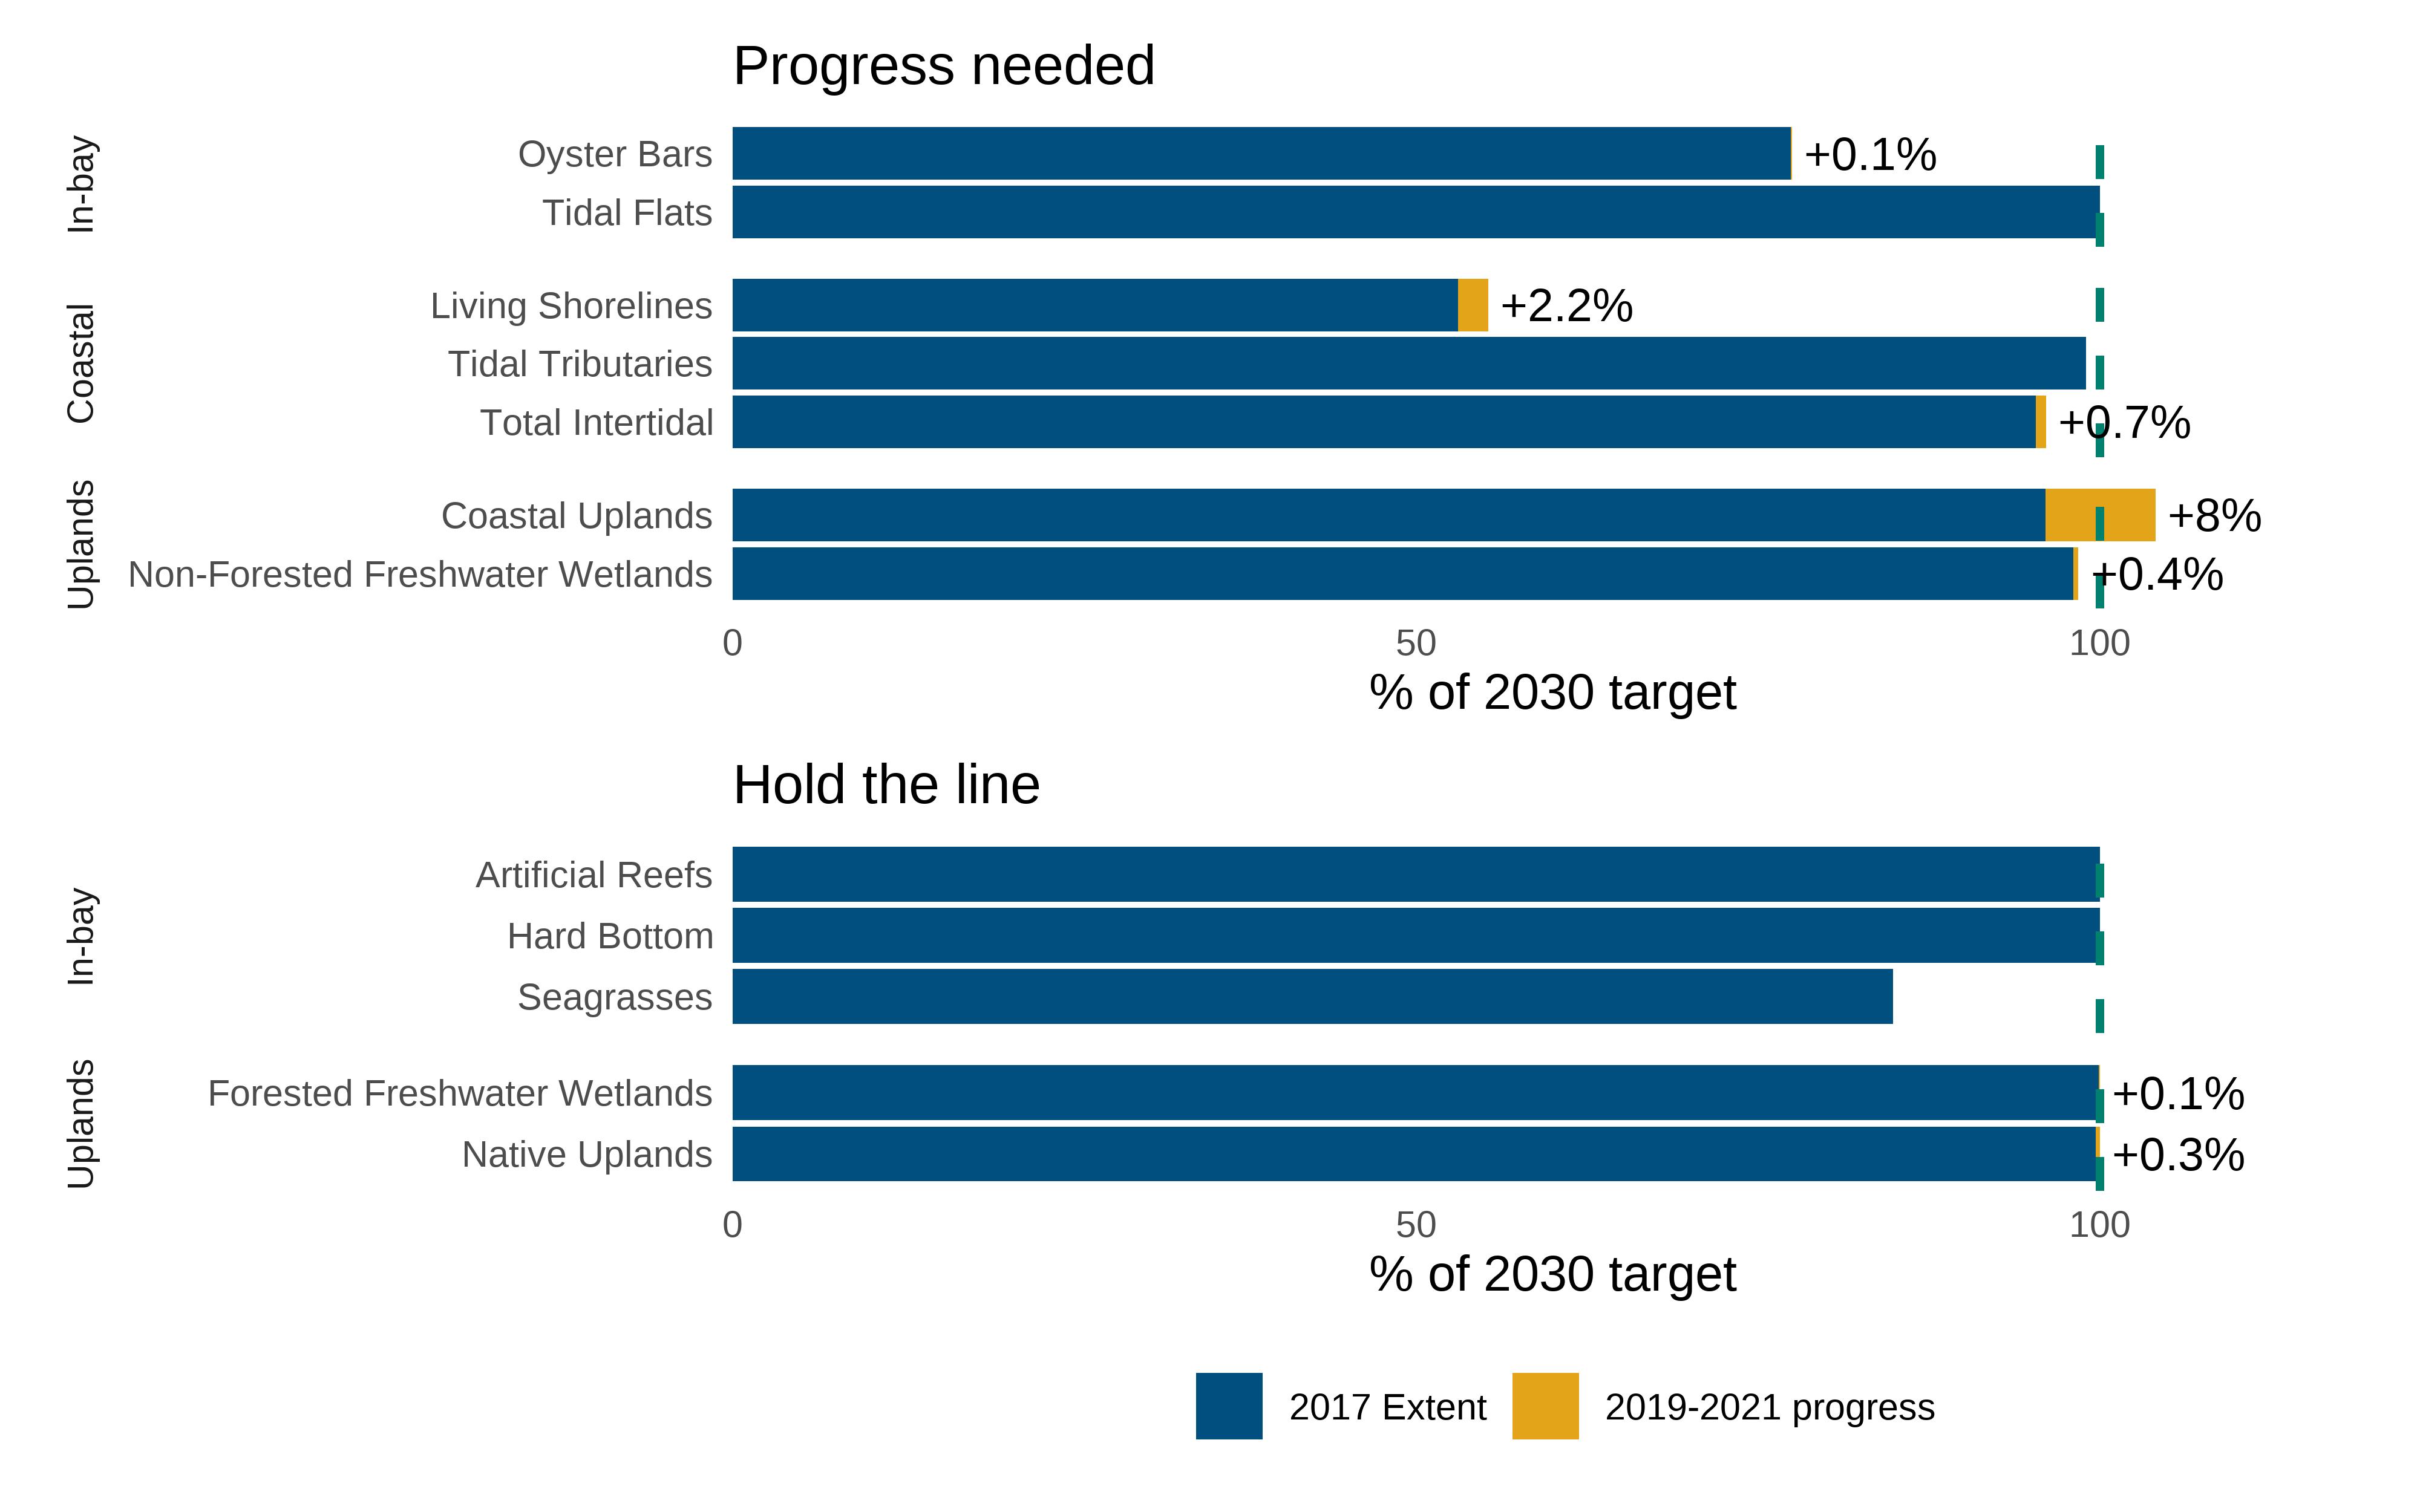 Progress needed
In-bay
Oyster Bars
+0.1%
Tidal Flats
Coastal
Living Shorelines
+2.2%
Tidal Tributaries
Total Intertidal
+0.7%
Uplands
Coastal Uplands
+8%
Non-Forested Freshwater Wetlands
+0.4%
0 50 100
% of 2030 target
Hold the line
In-bay
Artificial Reefs
Hard Bottom
Seagrasses
Uplands
Forested Freshwater Wetlands
+0.1%
Native Uplands
+0.3%
0 50 100
% of 2030 target
2017 Extent 2019-2021 progress